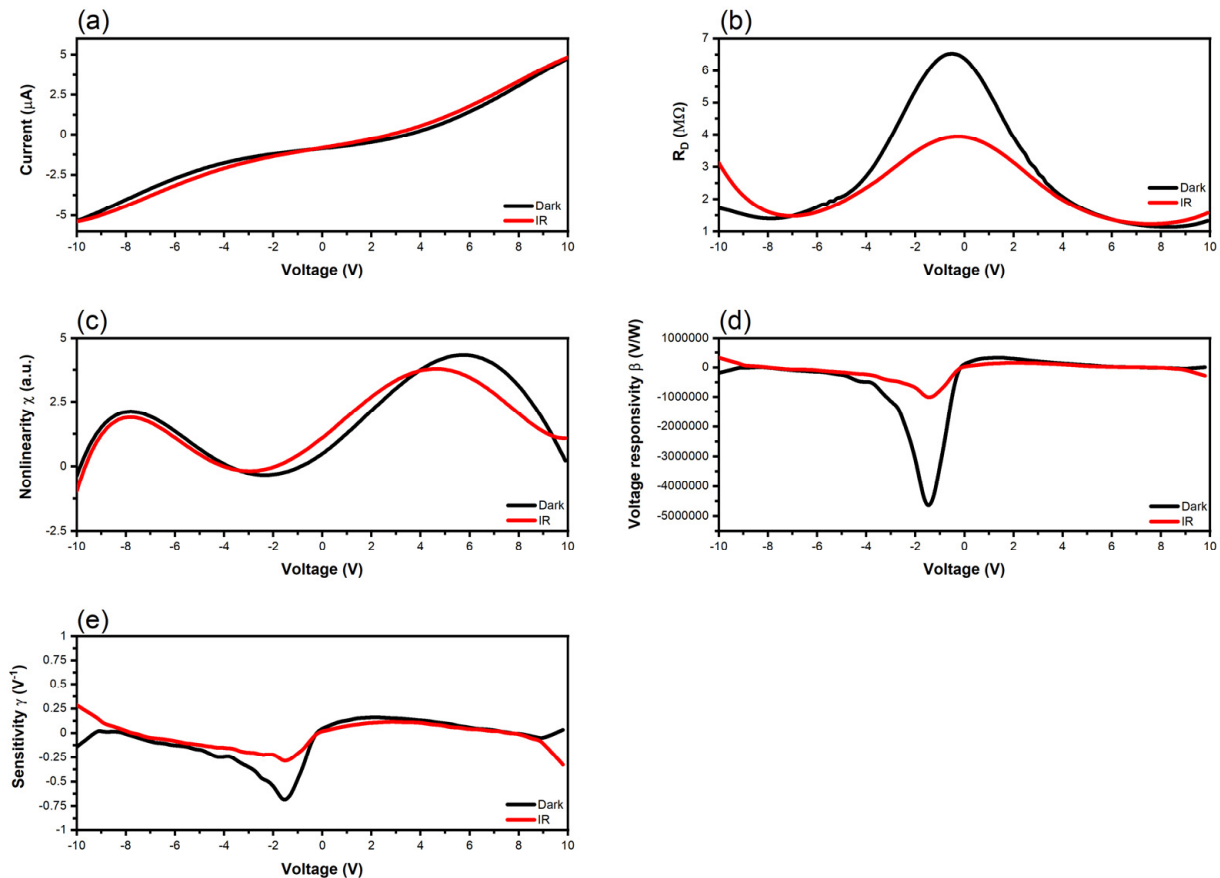 (a)
Current (μA)
5
2.5
0
-2.5
-5
-10 -8 -6 -4 -2 0 2 4 6 8 10
Voltage (V)
Dark
IR
(b)
R_D (MΩ)
7
6
5
4
3
2
1
-10 -8 -6 -4 -2 0 2 4 6 8 10
Voltage (V)
Dark
IR
(c)
Nonlinearity χ (a.u.)
5
2.5
0
-2.5
-10 -8 -6 -4 -2 0 2 4 6 8 10
Voltage (V)
Dark
IR
(d)
Voltage responsivity β (V/W)
1000000
0
-1000000
-2000000
-3000000
-4000000
-5000000
-10 -8 -6 -4 -2 0 2 4 6 8 10
Voltage (V)
Dark
IR
(e)
Sensitivity γ (V⁻¹)
1
0.75
0.5
0.25
0
-0.25
-0.5
-0.75
-1
-10 -8 -6 -4 -2 0 2 4 6 8 10
Voltage (V)
Dark
IR